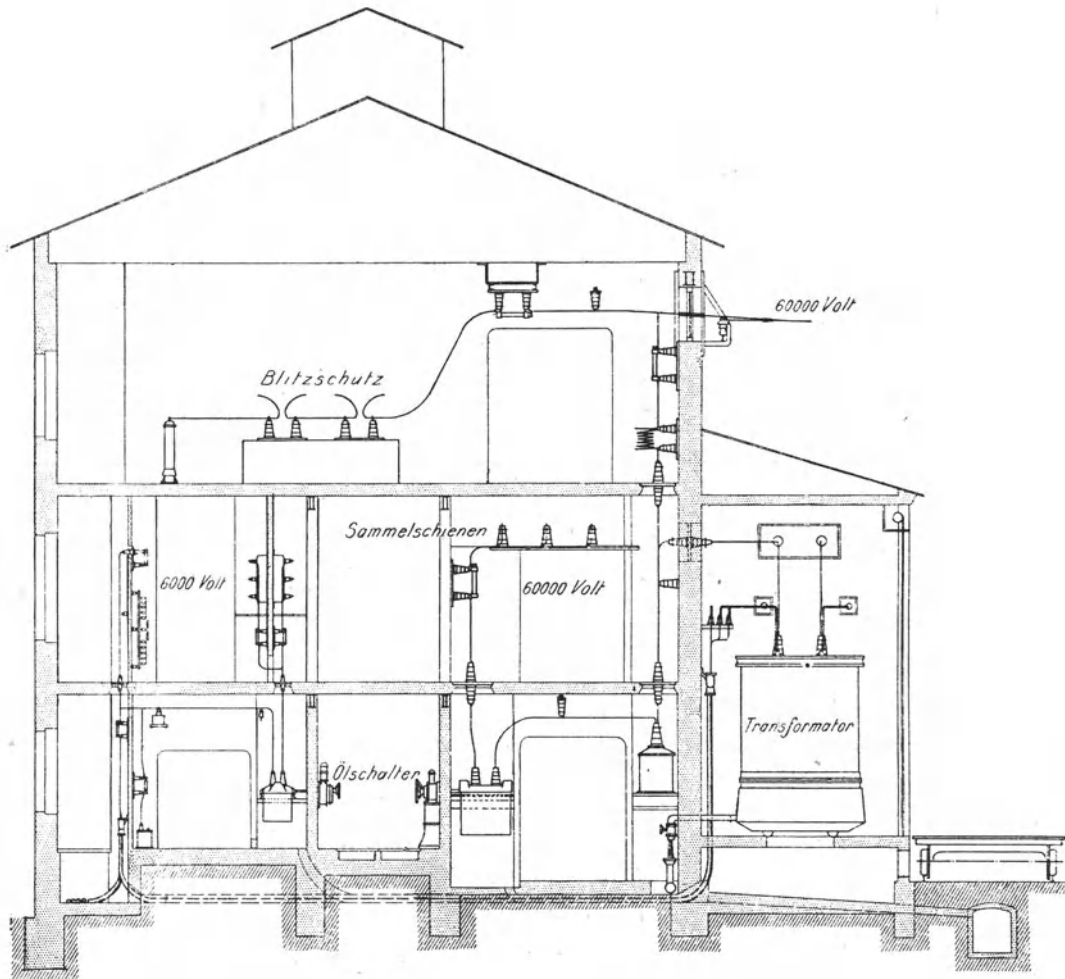 60000 Volt
Blitzschutz
Sammelschienen
6000 Volt
60000 Volt
Transformator
Ölschalter